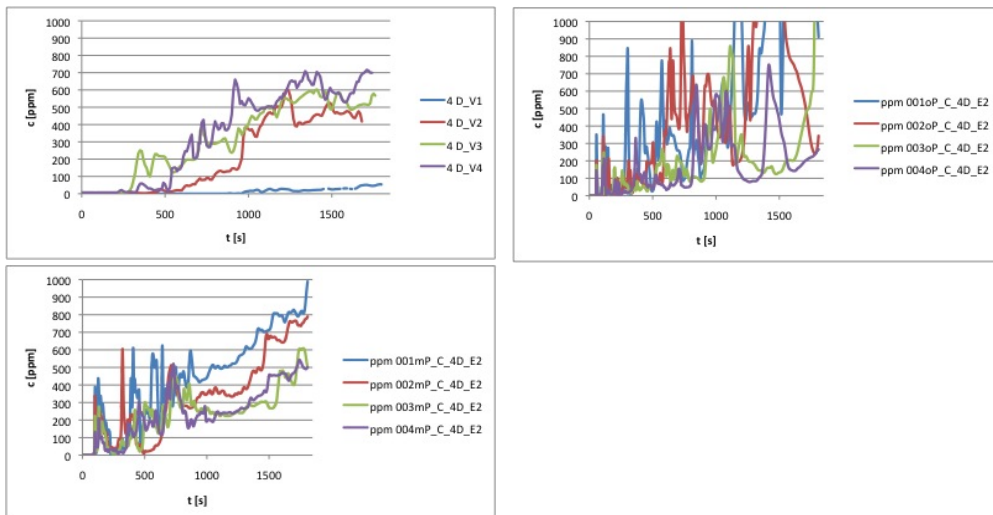 1000
900
800
700
600
500
400
300
200
100
0
c [ppm]
500
1000
1500
t [s]
4 D_V1
4 D_V2
4 D_V3
4 D_V4
1000
900
800
700
600
500
400
300
200
100
0
c [ppm]
0
500
1000
1500
t [s]
ppm 001oP_C_4D_E2
ppm 002oP_C_4D_E2
ppm 003oP_C_4D_E2
ppm 004oP_C_4D_E2
1000
900
800
700
600
500
400
300
200
100
0
c [ppm]
0
500
1000
1500
t [s]
ppm 001mP_C_4D_E2
ppm 002mP_C_4D_E2
ppm 003mP_C_4D_E2
ppm 004mP_C_4D_E2